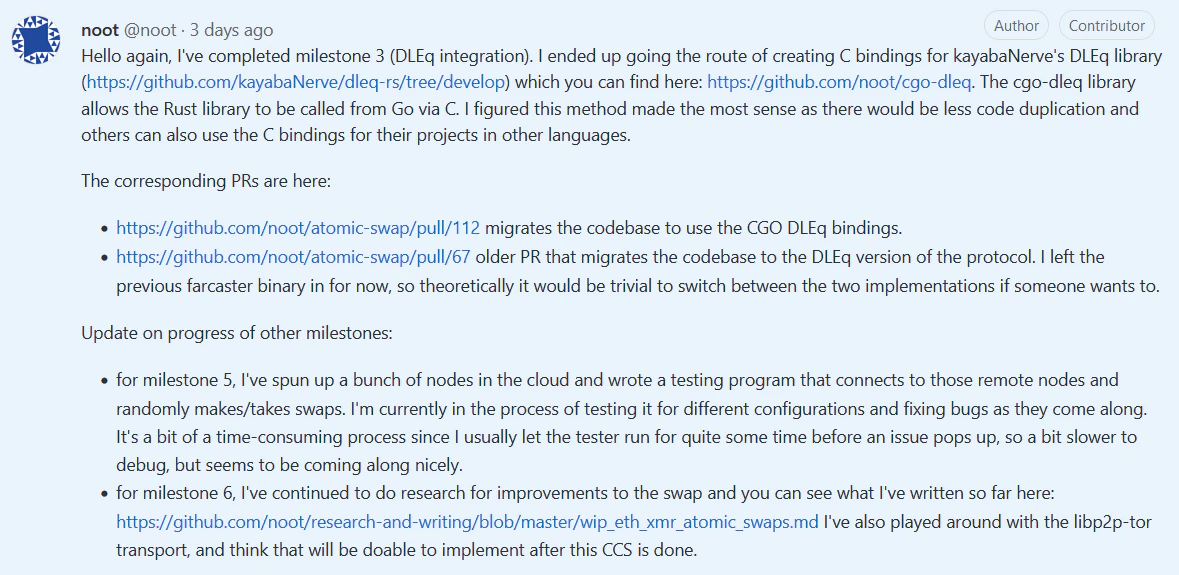 noot @noot · 3 days ago
Author
Contributor
Hello again, I've completed milestone 3 (DLEq integration). I ended up going the route of creating C bindings for kayabaNerve's DLEq library
(https://github.com/kayabaNerve/dleq-rs/tree/develop) which you can find here: https://github.com/noot/cgo-dleq. The cgo-dleq library
allows the Rust library to be called from Go via C. I figured this method made the most sense as there would be less code duplication and
others can also use the C bindings for their projects in other languages.
The corresponding PRs are here:
• https://github.com/noot/atomic-swap/pull/112 migrates the codebase to use the CGO DLEq bindings.
• https://github.com/noot/atomic-swap/pull/67 older PR that migrates the codebase to the DLEq version of the protocol. I left the
previous farcaster binary in for now, so theoretically it would be trivial to switch between the two implementations if someone wants to.
Update on progress of other milestones:
• for milestone 5, I've spun up a bunch of nodes in the cloud and wrote a testing program that connects to those remote nodes and
randomly makes/takes swaps. I'm currently in the process of testing it for different configurations and fixing bugs as they come along.
It's a bit of a time-consuming process since I usually let the tester run for quite some time before an issue pops up, so a bit slower to
debug, but seems to be coming along nicely.
• for milestone 6, I've continued to do research for improvements to the swap and you can see what I've written so far here:
https://github.com/noot/research-and-writing/blob/master/wip_eth_xmr_atomic_swaps.md I've also played around with the libp2p-tor
transport, and think that will be doable to implement after this CCS is done.